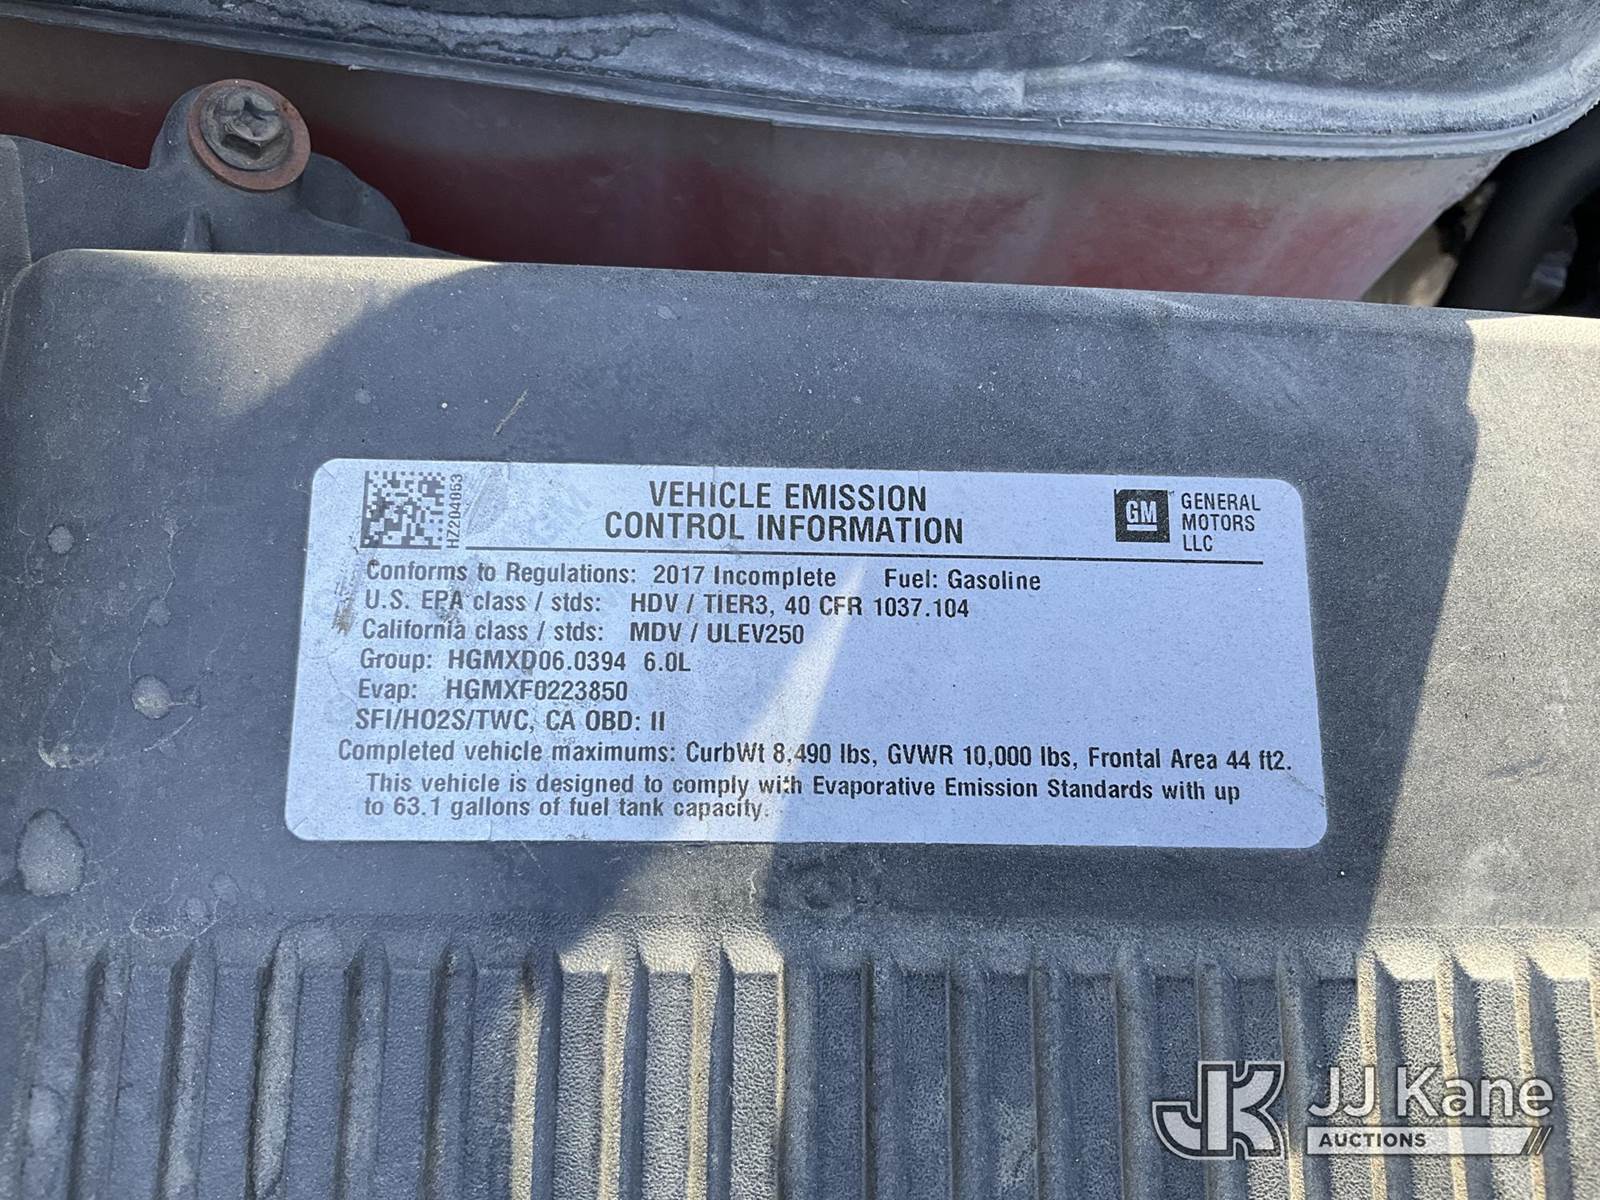 HZ204063
VEHICLE EMISSION
CONTROL INFORMATION
GM
GENERAL
MOTORS
LLC
Conforms to Regulations: 2017 Incomplete Fuel: Gasoline
U.S. EPA class / stds: HDV / TIER3, 40 CFR 1037.104
California class / stds: MDV / ULEV250
Group: HGMXD06.0394 6.0L
Evap: HGMXF0223850
SFI/HO2S/TWC, CA OBD: II
Completed vehicle maximums: CurbWt 8,490 lbs, GVWR 10,000 lbs, Frontal Area 44 ft2.
This vehicle is designed to comply with Evaporative Emission Standards with up
to 63.1 gallons of fuel tank capacity.
JK JJ Kane
AUCTIONS